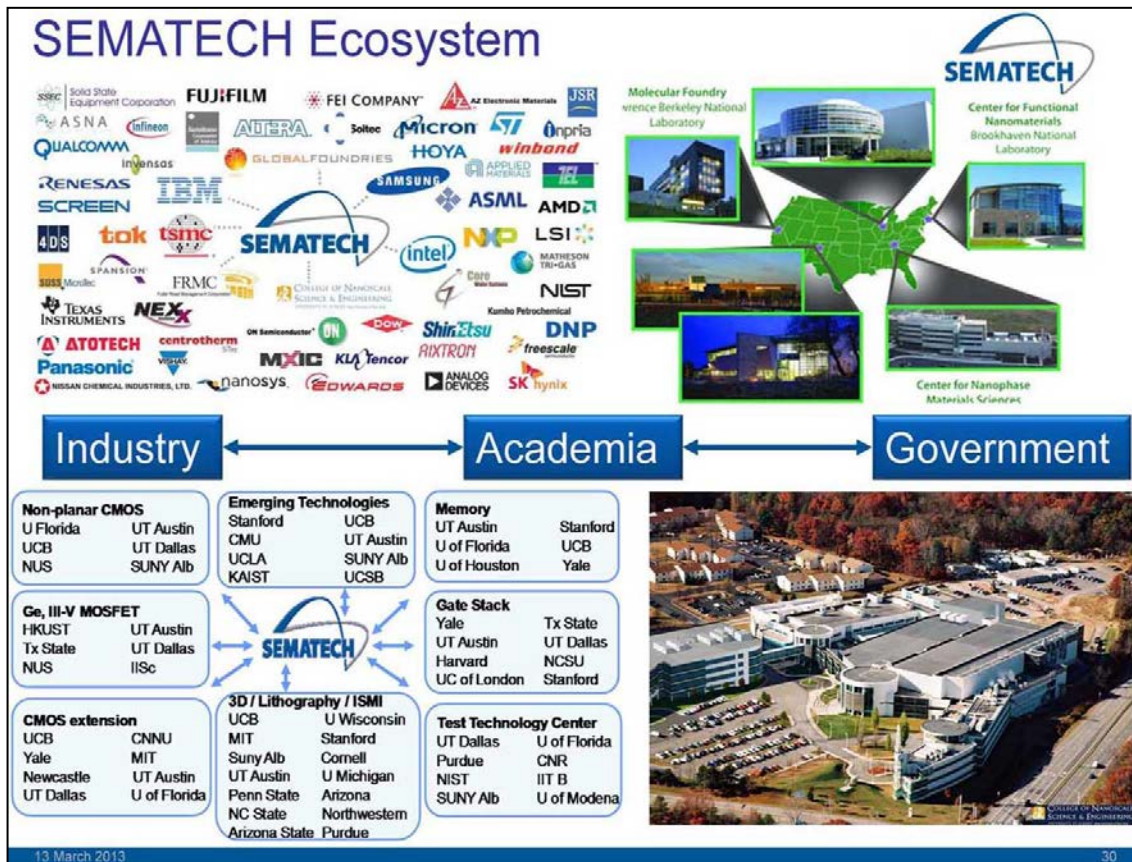 SEMATECH Ecosystem
SEMATECH
SSEC Solid State
Equipment Corporation
FUJIFILM
FEI COMPANY
AZ Electronic Materials
JSR
ASNA
infineon
ALTERA
Soitec
Micron
ST
inpria
QUALCOMM
invensas
GLOBALFOUNDRIES
HOYA
winbond
RENESAS
IBM
SAMSUNG
APPLIED
MATERIALS
TEL
SCREEN
ASML
AMD
4DS
tok
tsmc
SEMATECH
intel
NXP
LSI
SUSS MicroTec
SPANSION
FRMC
COLLEGE OF NANOSCALE
SCIENCE & ENGINEERING
MATHESON
TRI·GAS
NIST
TEXAS
INSTRUMENTS
NEXX
ON Semiconductor
ON
Dow
ShinEtsu
Kumho Petrochemical
DNP
ATOTECH
centrotherm
MXIC
KLA Tencor
AIXTRON
freescale
Panasonic
VISHAY
NISSAN CHEMICAL INDUSTRIES, LTD.
nanosys
EDWARDS
ANALOG
DEVICES
SK hynix
Molecular Foundry
wrence Berkeley National
Laboratory
Center for Functional
Nanomaterials
Brookhaven National
Laboratory
Center for Nanophase
Materials Sciences
Industry
Academia
Government
Non-planar CMOS
U Florida UT Austin
UCB UT Dallas
NUS SUNY Alb
Emerging Technologies
Stanford UCB
CMU UT Austin
UCLA SUNY Alb
KAIST UCSB
Memory
UT Austin Stanford
U of Florida UCB
U of Houston Yale
Ge, III-V MOSFET
HKUST UT Austin
Tx State UT Dallas
NUS IISc
SEMATECH
Gate Stack
Yale Tx State
UT Austin UT Dallas
Harvard NCSU
UC of London Stanford
CMOS extension
UCB CNNU
Yale MIT
Newcastle UT Austin
UT Dallas U of Florida
3D / Lithography / ISMI
UCB U Wisconsin
MIT Stanford
Suny Alb Cornell
UT Austin U Michigan
Penn State Arizona
NC State Northwestern
Arizona State Purdue
Test Technology Center
UT Dallas U of Florida
Purdue CNR
NIST IIT B
SUNY Alb U of Modena
COLLEGE OF NANOSCALE
SCIENCE & ENGINEERING
13 March 2013
30